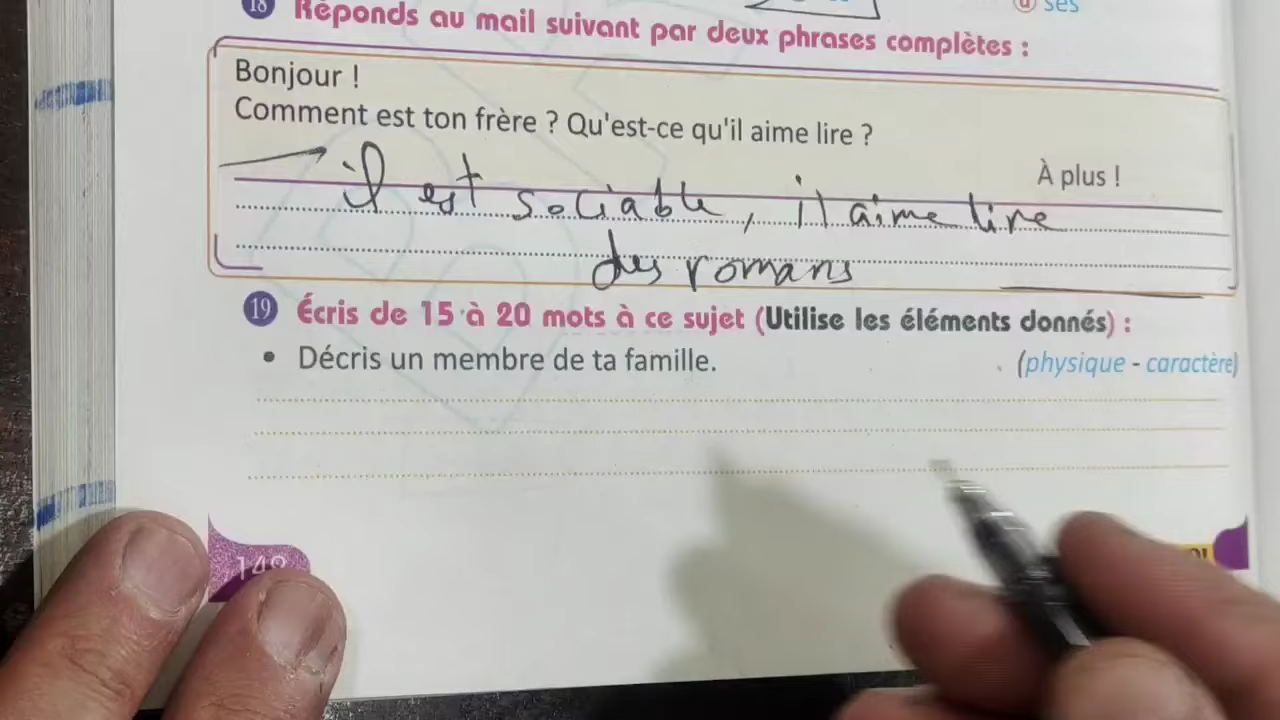 18 Réponds au mail suivant par deux phrases complètes :
d ses
Bonjour !
Comment est ton frère ? Qu'est-ce qu'il aime lire ?
À plus !
il est sociable, il aime lire
des romans
19 Écris de 15 à 20 mots à ce sujet (Utilise les éléments donnés) :
• Décris un membre de ta famille. (physique - caractère)